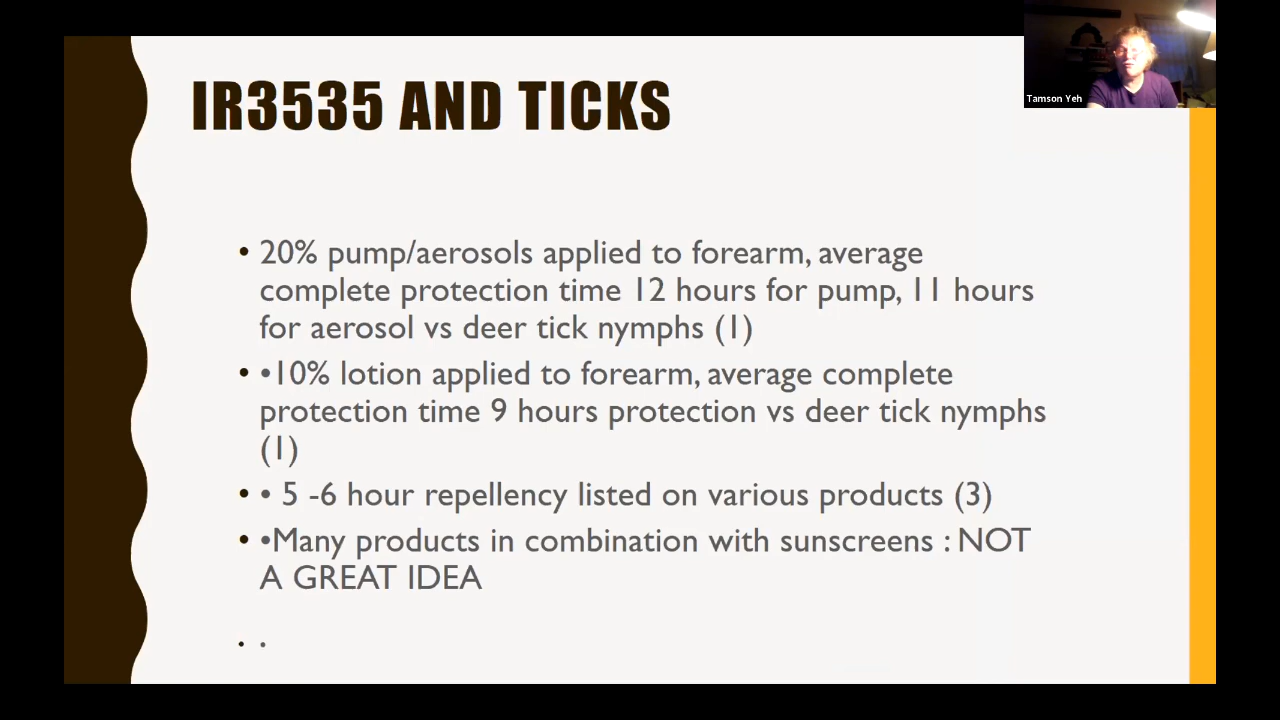 Tamson Yeh
IR3535 AND TICKS
• 20% pump/aerosols applied to forearm, average
complete protection time 12 hours for pump, 11 hours
for aerosol vs deer tick nymphs (1)
• •10% lotion applied to forearm, average complete
protection time 9 hours protection vs deer tick nymphs
(1)
• • 5 -6 hour repellency listed on various products (3)
• •Many products in combination with sunscreens : NOT
A GREAT IDEA
• •